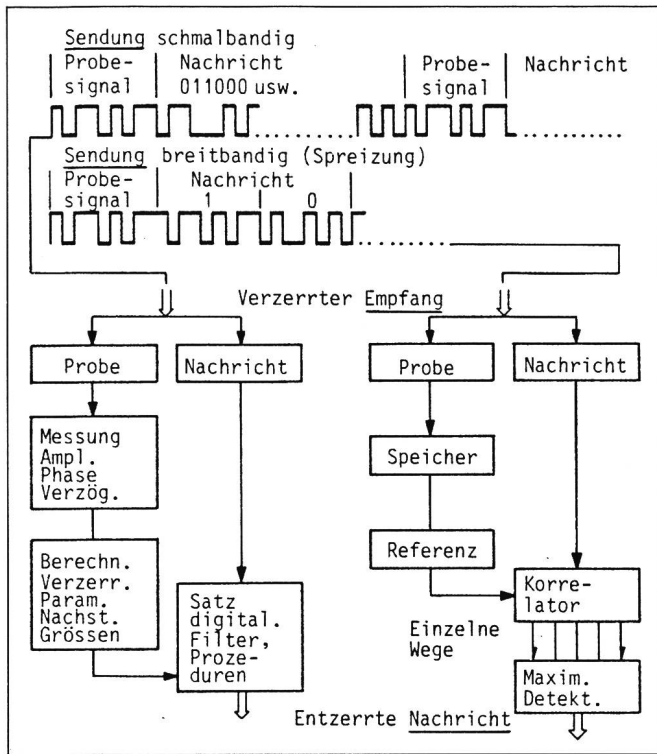 Sendung schmalbandig
Probe-
signal
Nachricht
011000 usw.
Probe-
signal
Nachricht
Sendung breitbandig (Spreizung)
Probe-
signal
Nachricht
1
0
Verzerrter Empfang
Probe
Nachricht
Probe
Nachricht
Messung
Ampl.
Phase
Verzög.
Speicher
Berechn.
Verzerr.
Param.
Nachst.
Grössen
Referenz
Satz
digital.
Filter,
Proze-
duren
Korre-
lator
Einzelne
Wege
Maxim.
Detekt.
Entzerrte Nachricht